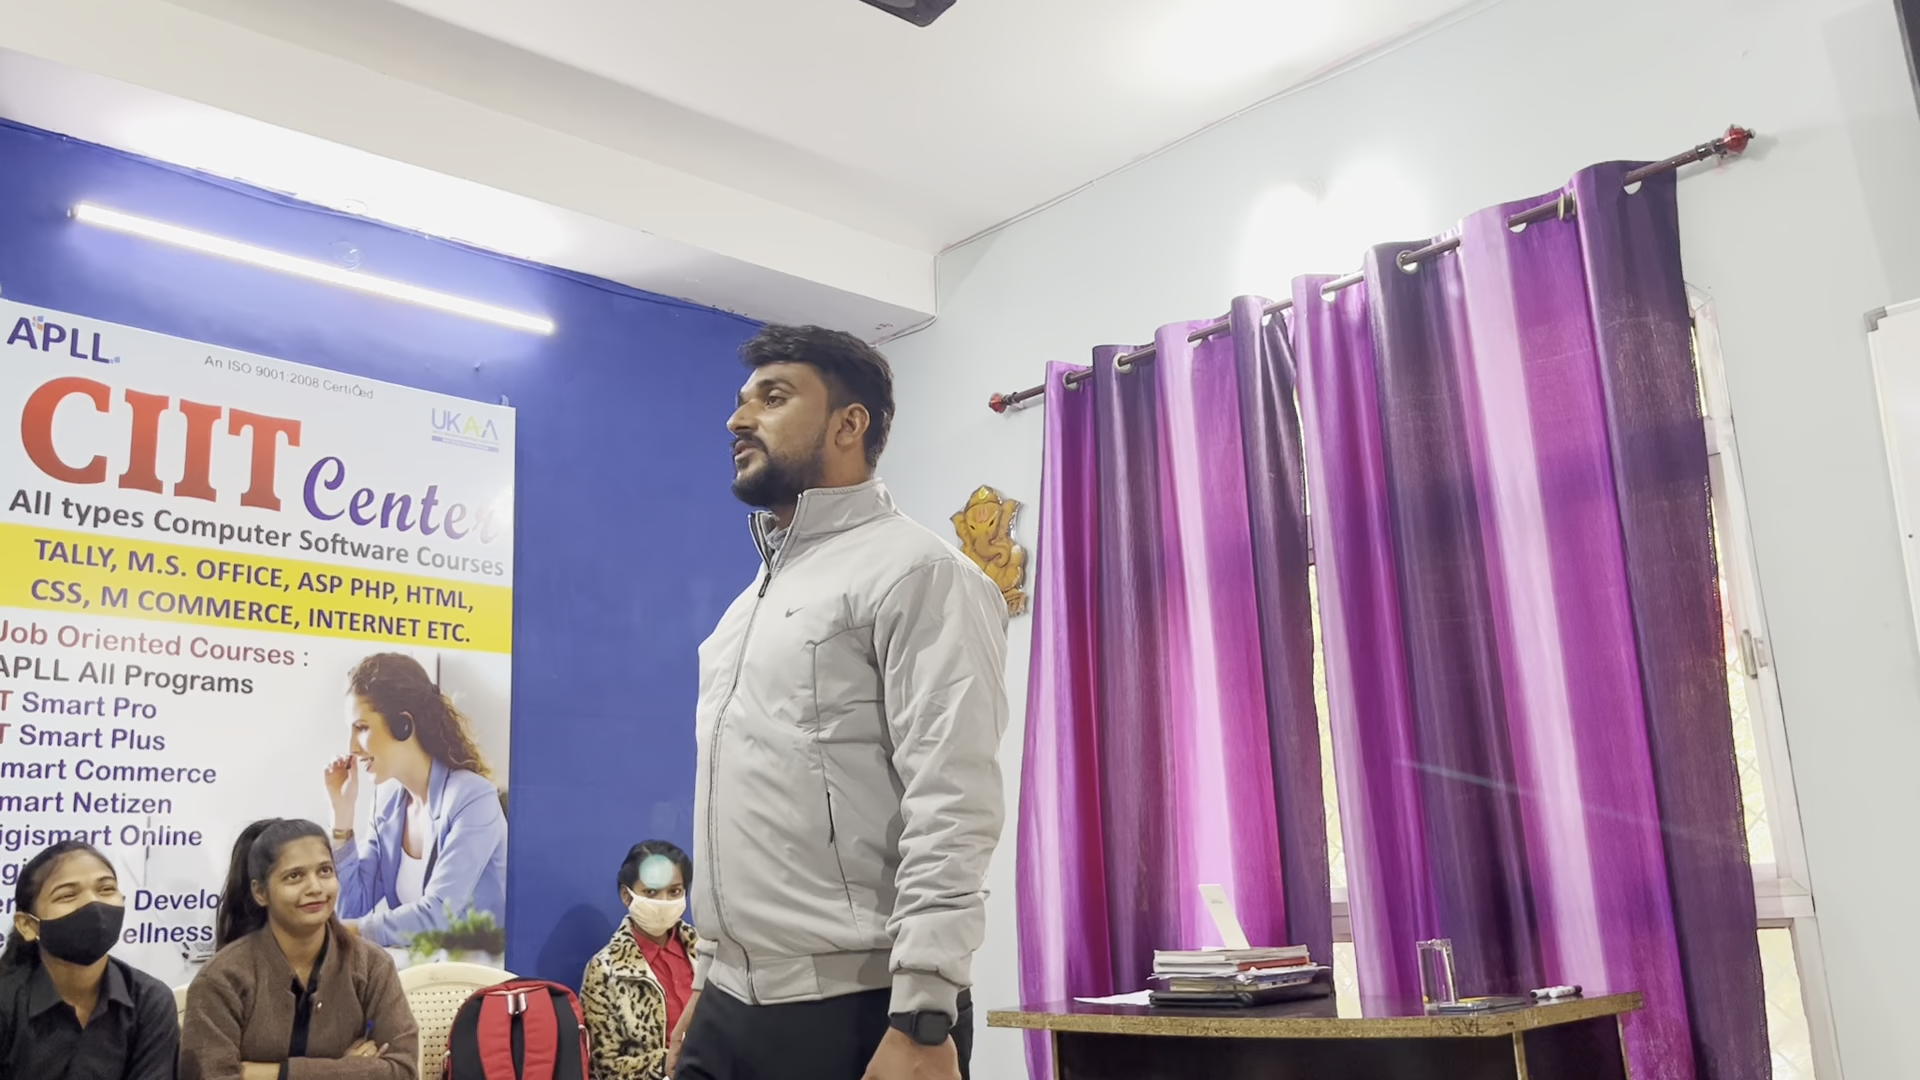 APLL
An ISO 9001:2008 Certified
UKAA
CIIT Center
All types Computer Software Courses
TALLY, M.S. OFFICE, ASP PHP, HTML,
CSS, M COMMERCE, INTERNET ETC.
Job Oriented Courses :
APLL All Programs
T Smart Pro
T Smart Plus
mart Commerce
mart Netizen
igismart Online
Develo
ellness
SVL